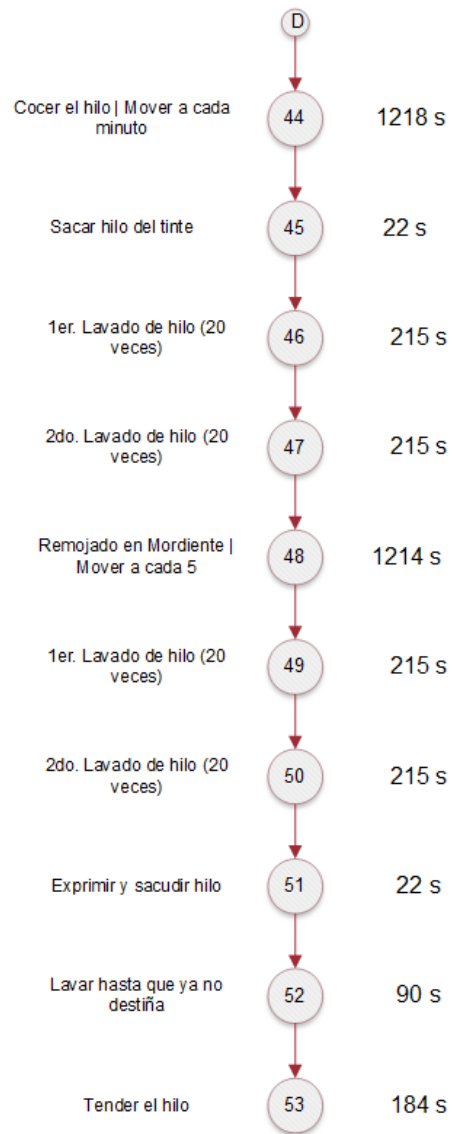 D
Cocer el hilo | Mover a cada
minuto
44
1218 s
Sacar hilo del tinte
45
22 s
1er. Lavado de hilo (20
veces)
46
215 s
2do. Lavado de hilo (20
veces)
47
215 s
Remojado en Mordiente |
Mover a cada 5
48
1214 s
1er. Lavado de hilo (20
veces)
49
215 s
2do. Lavado de hilo (20
veces)
50
215 s
Exprimir y sacudir hilo
51
22 s
Lavar hasta que ya no
destiña
52
90 s
Tender el hilo
53
184 s